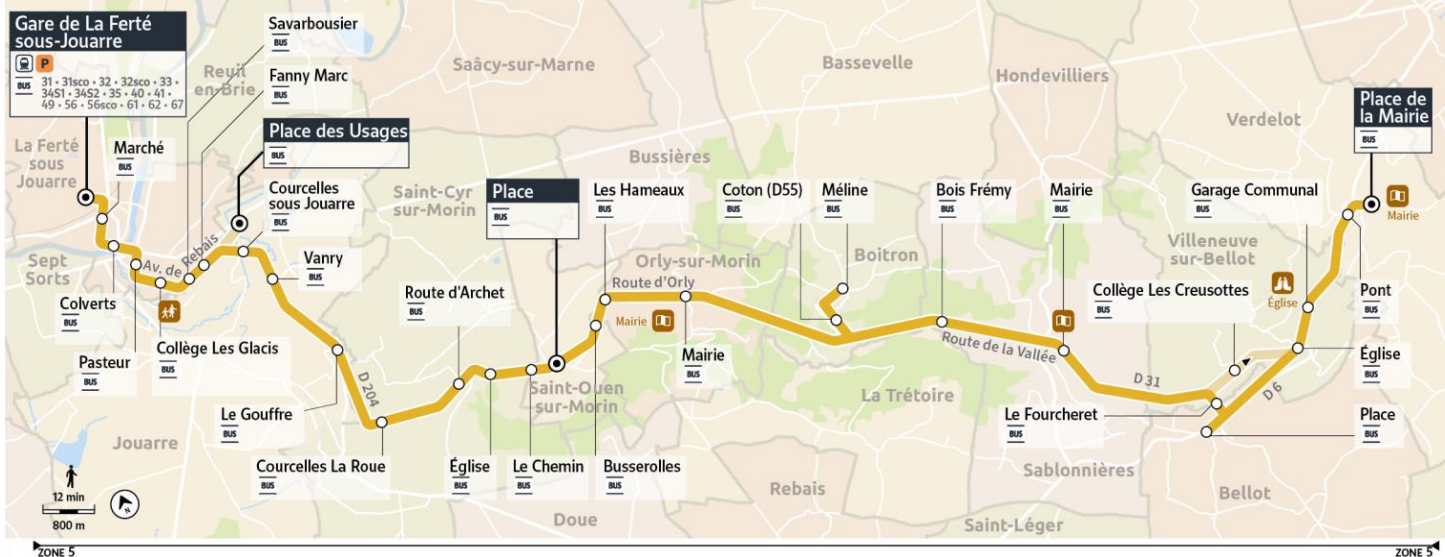 Gare de La Ferté
sous-Jouarre
P
BUS
31 • 31sco • 32 • 32sco • 33 •
34S1 • 34S2 • 35 • 40 • 41 •
49 • 56 • 56sco • 61 • 62 • 67
Savarbousier
BUS
Reuil
en-Brie
Fanny Marc
BUS
Saâcy-sur-Marne
Bassevelle
Hondevilliers
Verdelot
Place de
la Mairie
BUS
La Ferté
sous
Jouarre
Marché
BUS
Place des Usages
BUS
Bussières
Saint-Cyr
sur-Morin
Courcelles
sous Jouarre
BUS
Place
BUS
Les Hameaux
BUS
Coton (D55)
BUS
Méline
BUS
Bois Frémy
BUS
Mairie
BUS
Garage Communal
BUS
Mairie
Sept
Sorts
Av. de Rebais
Vanry
BUS
Orly-sur-Morin
Route d'Orly
Boitron
Villeneuve
sur-Bellot
Colverts
BUS
Route d'Archet
BUS
Mairie
Collège Les Creusottes
BUS
Église
Pont
BUS
Pasteur
BUS
Collège Les Glacis
BUS
Mairie
BUS
Route de la Vallée
Église
BUS
Saint-Ouen
sur-Morin
La Trétoire
D 31
D 6
Le Gouffre
BUS
D 204
Le Fourcheret
BUS
Place
BUS
Jouarre
Courcelles La Roue
BUS
Église
BUS
Le Chemin
BUS
Busserolles
BUS
Sablonnières
12 min
800 m
N
Rebais
Bellot
Doue
Saint-Léger
ZONE 5
ZONE 5